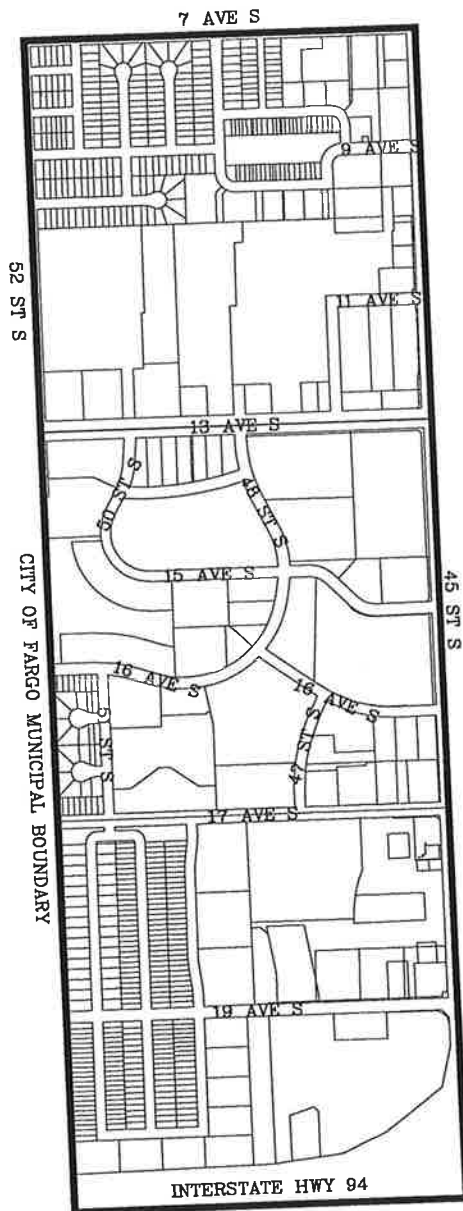 7 AVE S
9 AVE S
52 ST S
11 AVE S
13 AVE S
50 ST S
48 ST S
15 AVE S
45 ST S
CITY OF FARGO MUNICIPAL BOUNDARY
16 AVE S
16 AVE S
ST S
47 ST S
17 AVE S
19 AVE S
INTERSTATE HWY 94